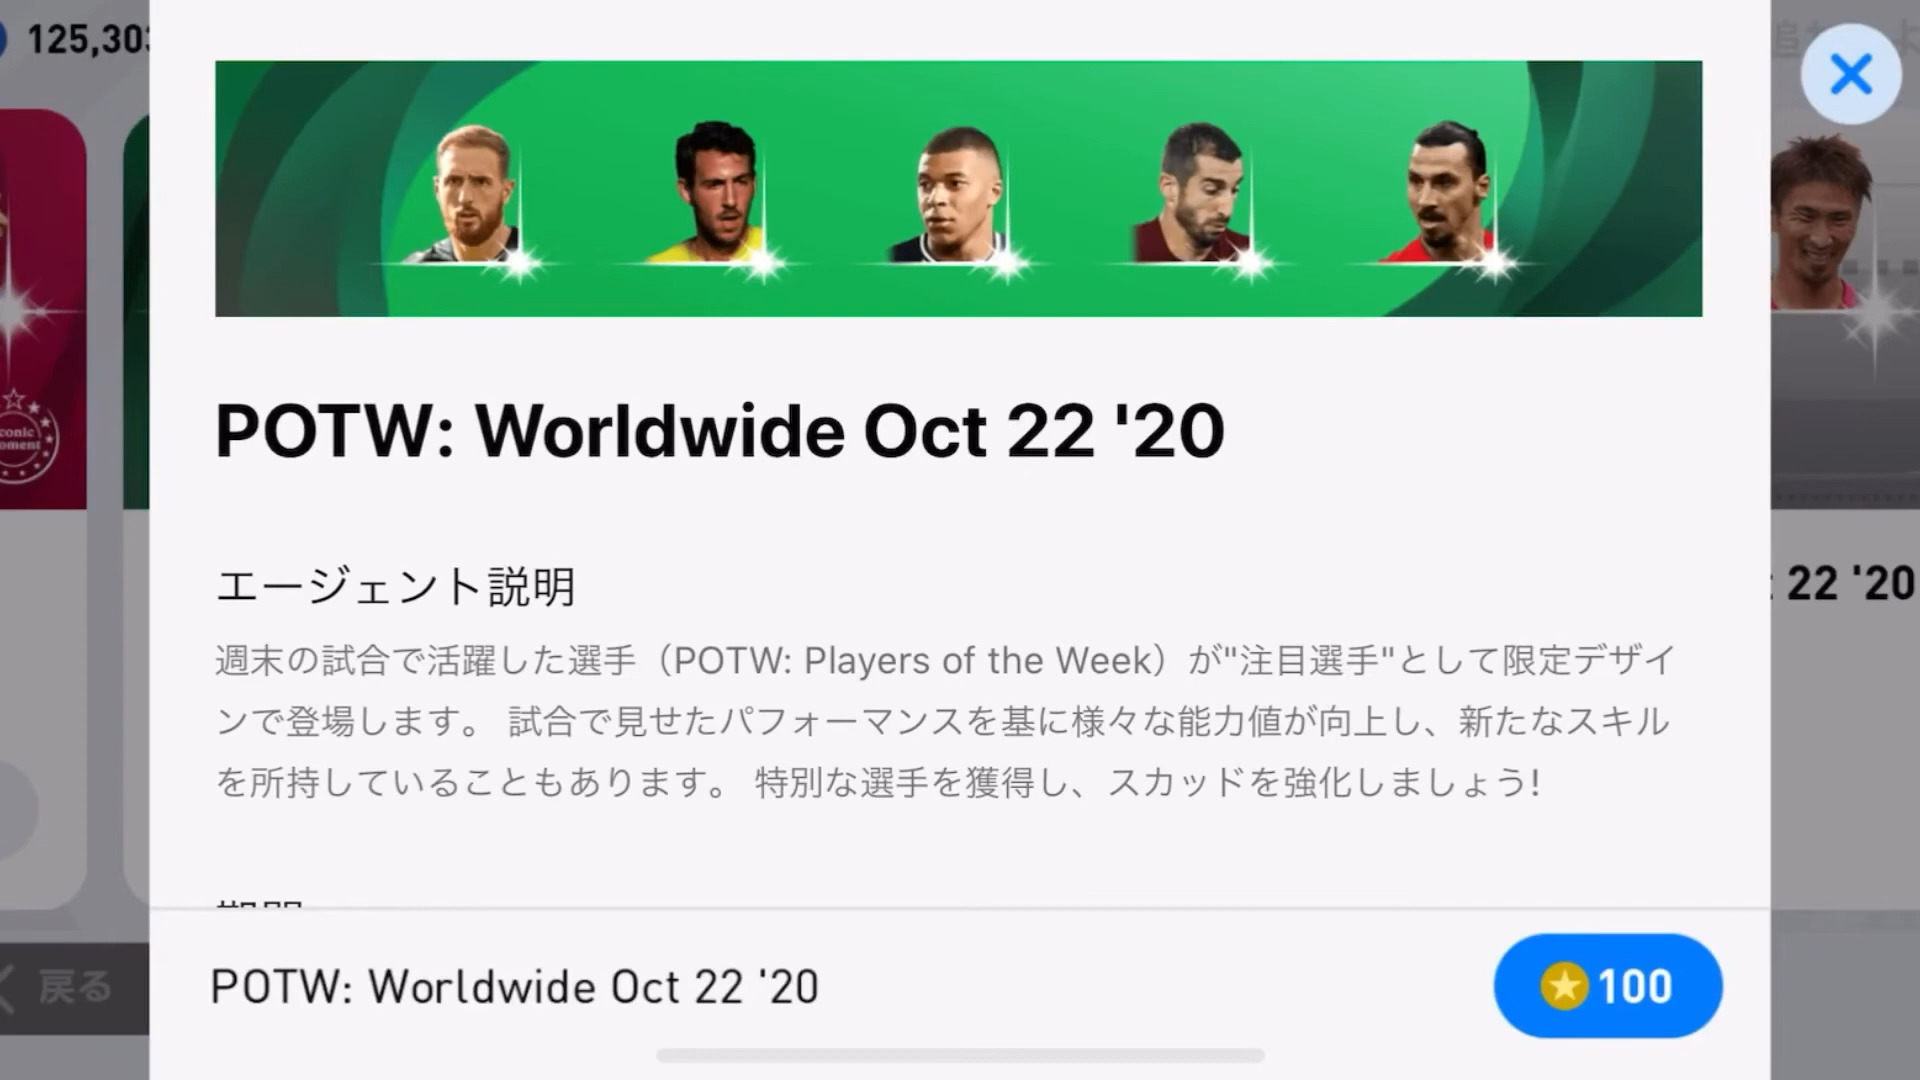 125,303
POTW: Worldwide Oct 22 '20
エージェント説明
週末の試合で活躍した選手（POTW: Players of the Week）が"注目選手"として限定デザイ
ンで登場します。 試合で見せたパフォーマンスを基に様々な能力値が向上し、新たなスキル
を所持していることもあります。 特別な選手を獲得し、スカッドを強化しましょう!
22 '20
戻る
POTW: Worldwide Oct 22 '20
100